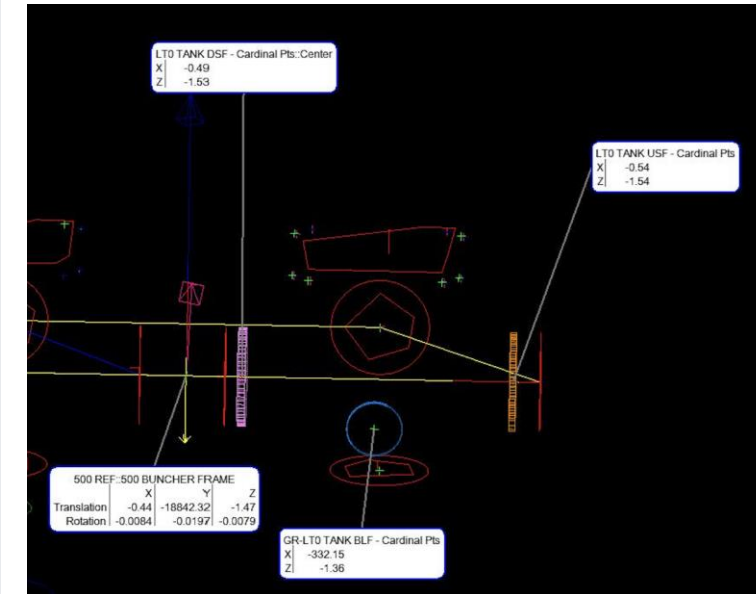 LT0 TANK DSF - Cardinal Pts::Center
X -0.49
Z -1.53
LT0 TANK USF - Cardinal Pts
X -0.54
Z -1.54
500 REF::500 BUNCHER FRAME
X Y Z
Translation -0.44 -18842.32 -1.47
Rotation -0.0084 -0.0197 -0.0079
GR-LT0 TANK BLF - Cardinal Pts
X -332.15
Z -1.36